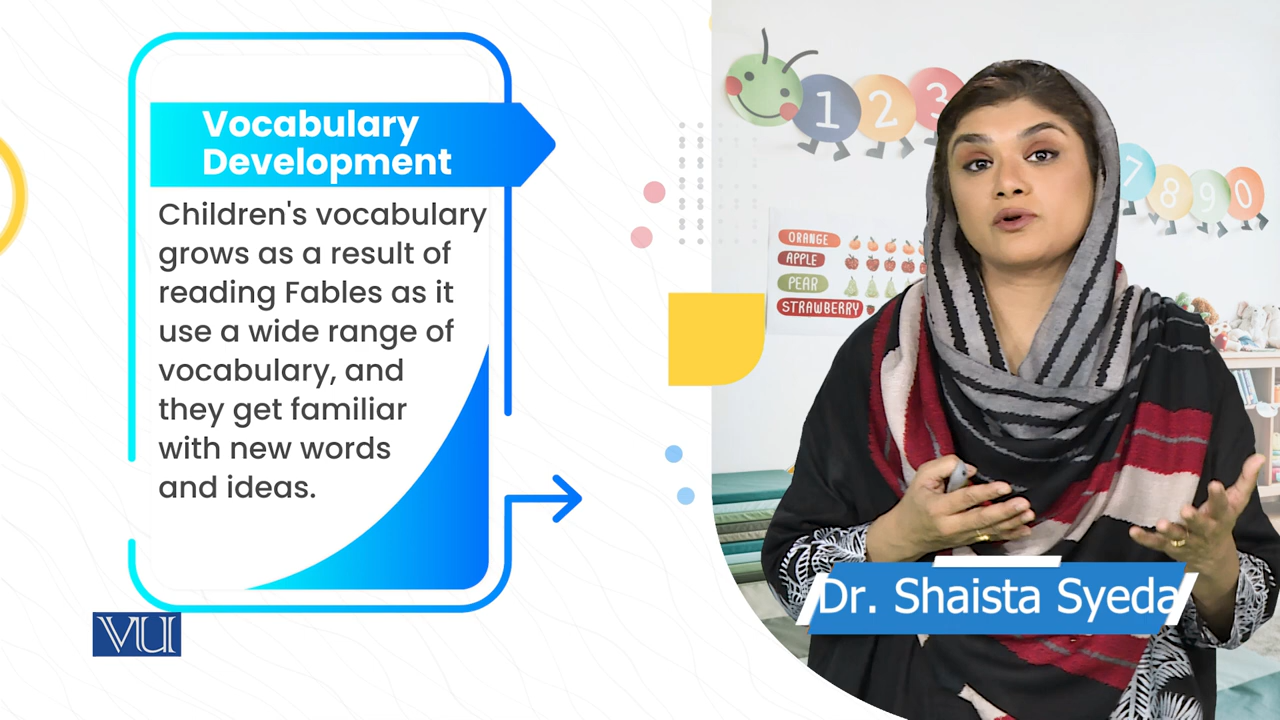 Vocabulary
Development
Children's vocabulary
grows as a result of
reading Fables as it
use a wide range of
vocabulary, and
they get familiar
with new words
and ideas.
VU
1 2 3
7 8 9 0
ORANGE
APPLE
PEAR
STRAWBERRY
Dr. Shaista Syeda